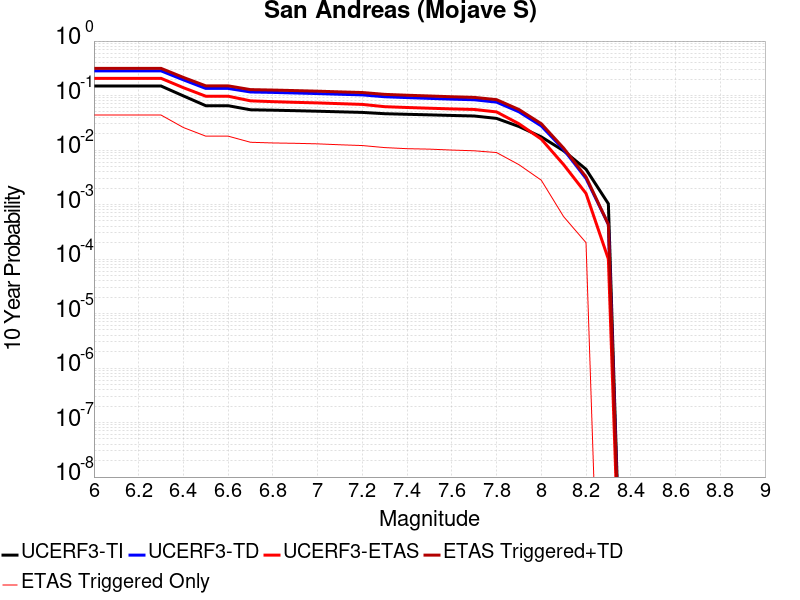 San Andreas (Mojave S)
10^0
10^-1
10^-2
10^-3
10^-4
10^-5
10^-6
10^-7
10^-8
10 Year Probability
6 6.2 6.4 6.6 6.8 7 7.2 7.4 7.6 7.8 8 8.2 8.4 8.6 8.8 9
Magnitude
UCERF3-TI UCERF3-TD UCERF3-ETAS ETAS Triggered+TD
ETAS Triggered Only